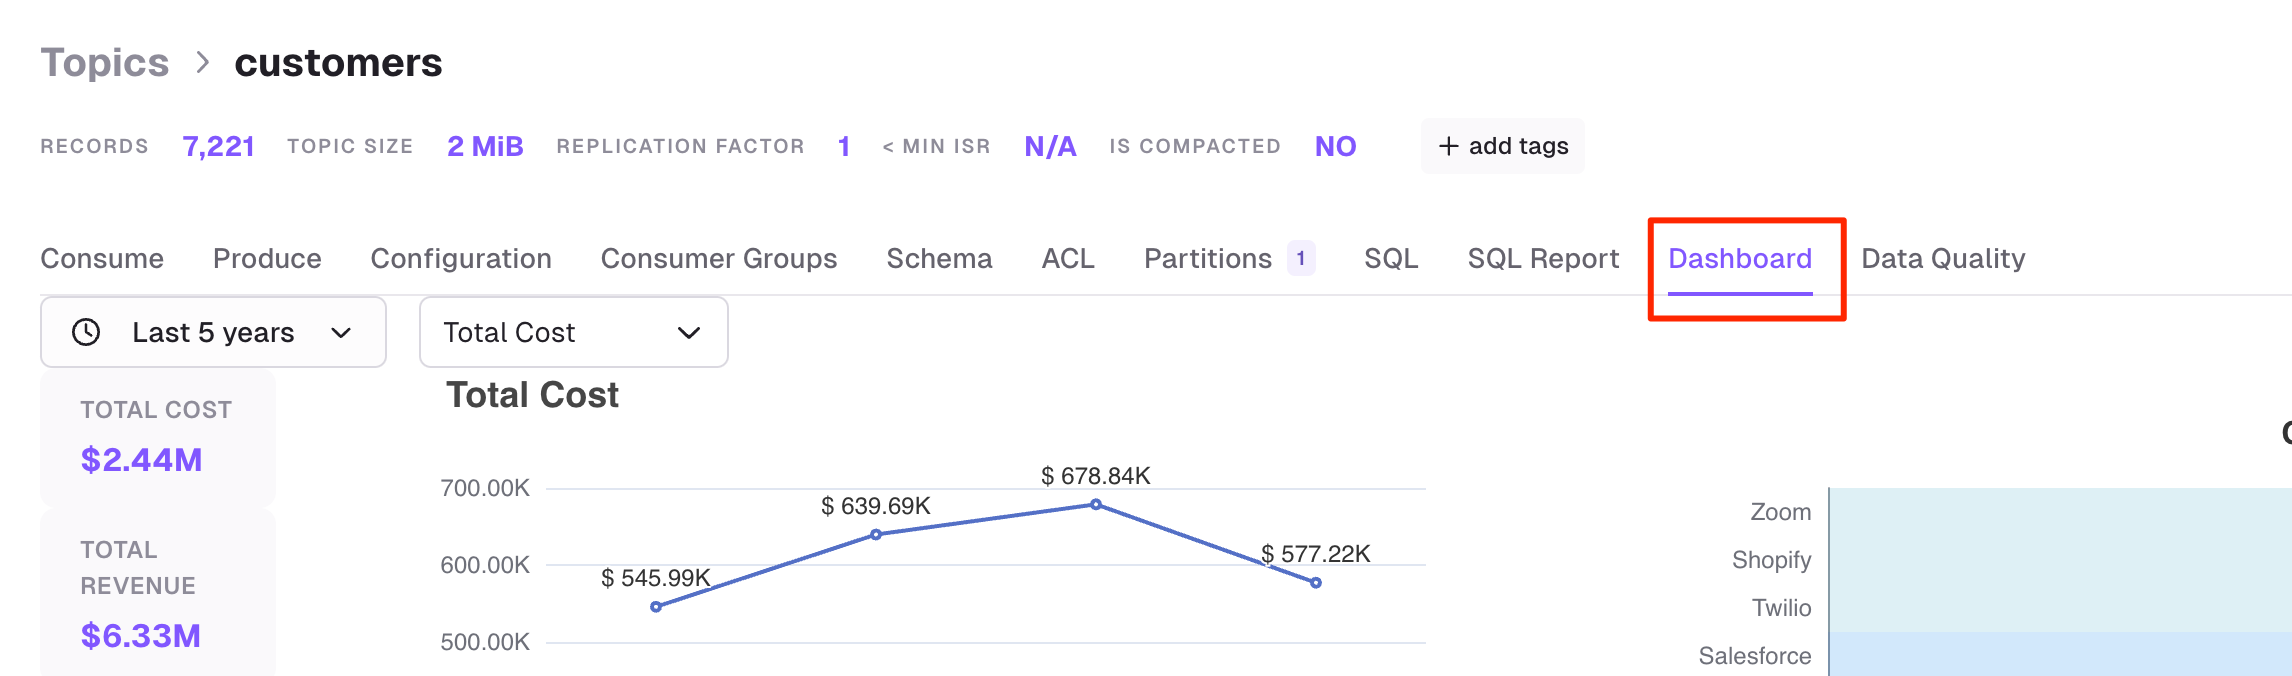 Topics > customers
RECORDS 7,221 TOPIC SIZE 2 MiB REPLICATION FACTOR 1 < MIN ISR N/A IS COMPACTED NO + add tags
Consume Produce Configuration Consumer Groups Schema ACL Partitions 1 SQL SQL Report Dashboard Data Quality
Last 5 years Total Cost
TOTAL COST
$2.44M
TOTAL
REVENUE
$6.33M
Total Cost
700.00K
600.00K
500.00K
$ 545.99K
$ 639.69K
$ 678.84K
$ 577.22K
Zoom
Shopify
Twilio
Salesforce